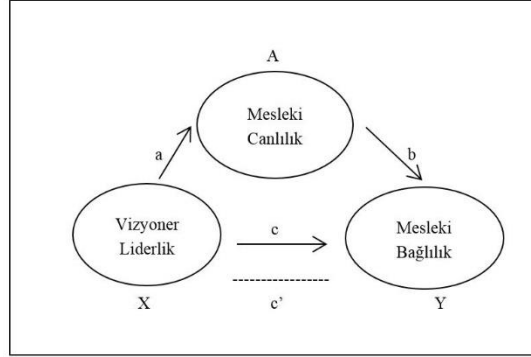 A
Mesleki
Canlılık
a
b
Vizyoner
Liderlik
c
Mesleki
Bağlılık
X
c’
Y